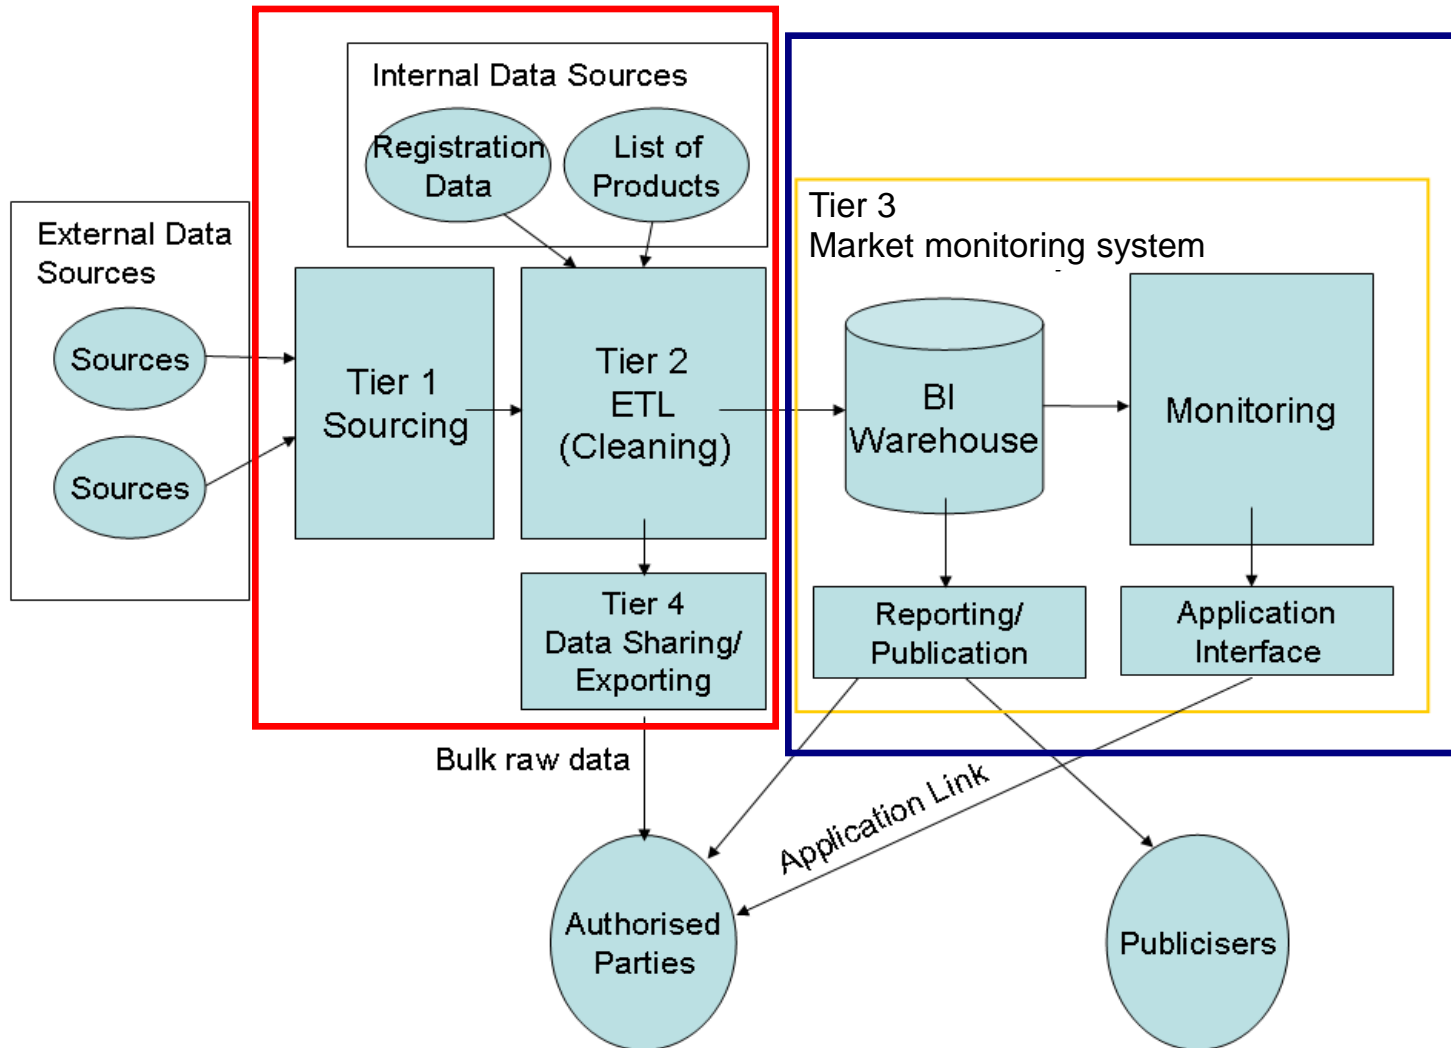 Internal Data Sources
Registration
Data
List of
Products
External Data
Sources
Sources
Sources
Tier 1
Sourcing
Tier 2
ETL
(Cleaning)
Tier 4
Data Sharing/
Exporting
Tier 3
Market monitoring system
BI
Warehouse
Monitoring
Reporting/
Publication
Application
Interface
Bulk raw data
Application Link
Authorised
Parties
Publicisers